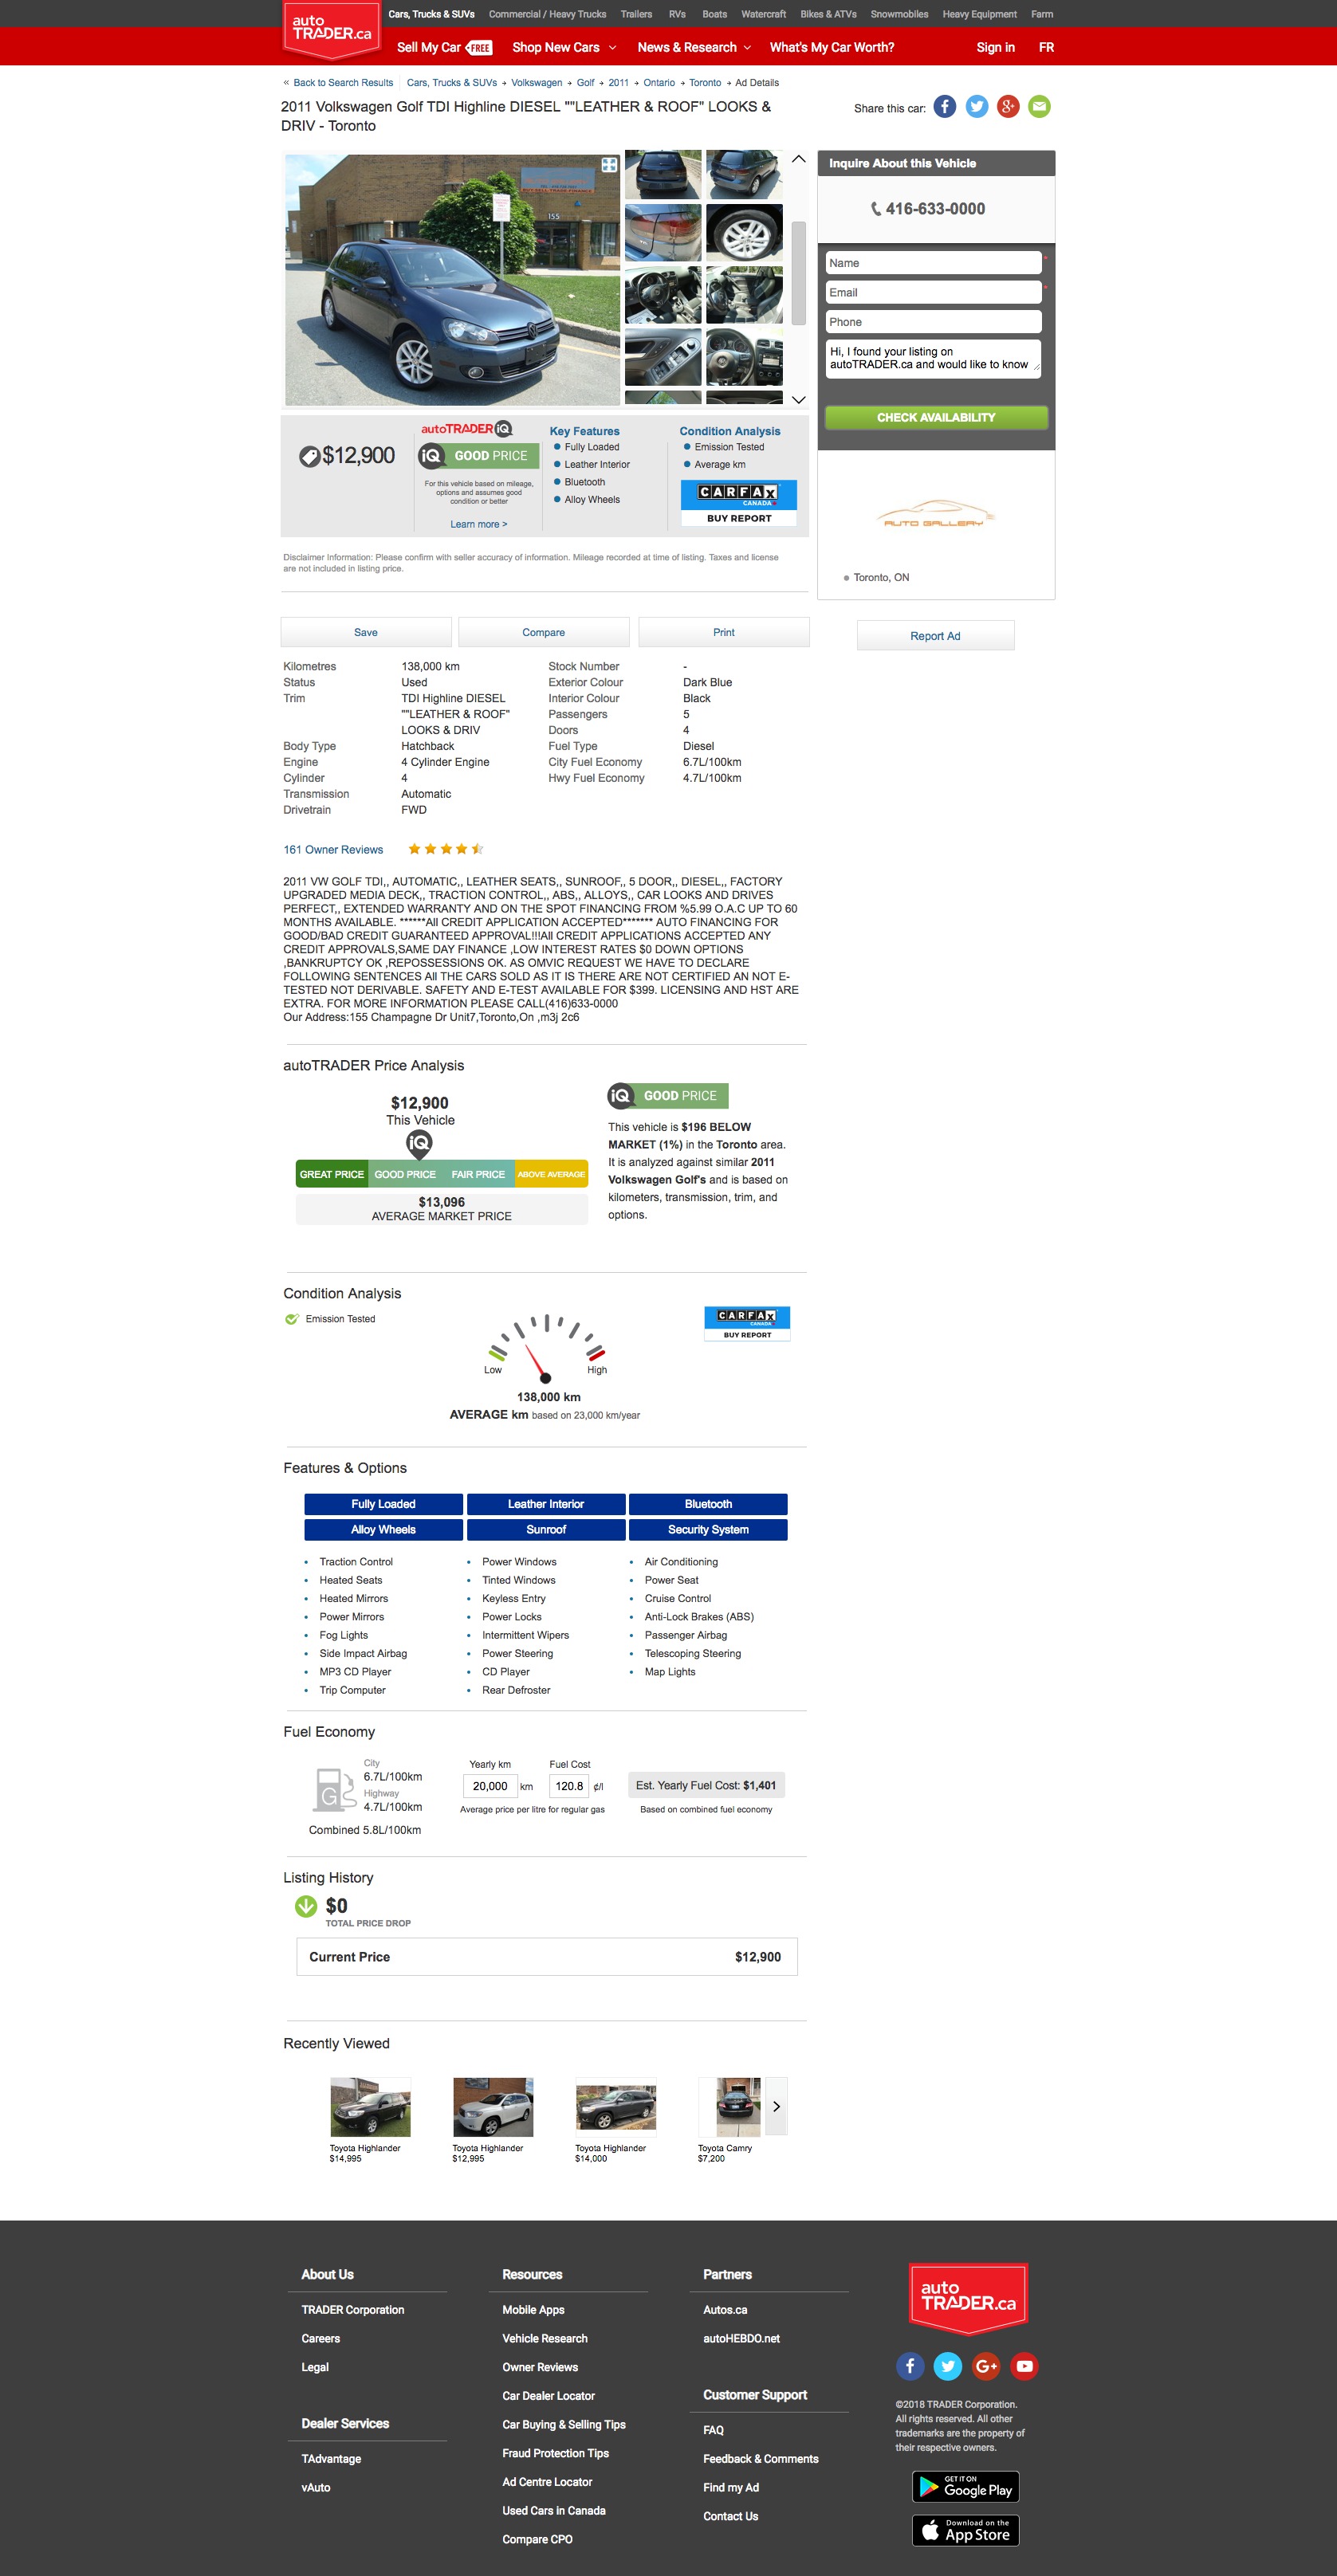 Cars, Trucks & SUVs Commercial / Heavy Trucks Trailers RVs Boats Watercraft Bikes & ATVs Snowmobiles Heavy Equipment Farm
auto
TRADER.ca
Sell My Car FREE Shop New Cars News & Research What's My Car Worth? Sign in FR
« Back to Search Results Cars, Trucks & SUVs Volkswagen Golf 2011 Ontario Toronto Ad Details
2011 Volkswagen Golf TDI Highline DIESEL ""LEATHER & ROOF" LOOKS &
DRIV - Toronto
Share this car:
155
Inquire About this Vehicle
416-633-0000
Name *
Email *
Phone
Hi, I found your listing on
autoTRADER.ca and would like to know
CHECK AVAILABILITY
AUTO GALLERY
Toronto, ON
Report Ad
$12,900
autoTRADER iQ
iQ GOOD PRICE
For this vehicle based on mileage,
options and assumes good
condition or better
Learn more >
Key Features
Fully Loaded
Leather Interior
Bluetooth
Alloy Wheels
Condition Analysis
Emission Tested
Average km
CARFAX
CANADA
BUY REPORT
Disclaimer Information: Please confirm with seller accuracy of information. Mileage recorded at time of listing. Taxes and license
are not included in listing price.
Save Compare Print
Kilometres 138,000 km Stock Number -
Status Used Exterior Colour Dark Blue
Trim TDI Highline DIESEL Interior Colour Black
""LEATHER & ROOF" Passengers 5
LOOKS & DRIV Doors 4
Body Type Hatchback Fuel Type Diesel
Engine 4 Cylinder Engine City Fuel Economy 6.7L/100km
Cylinder 4 Hwy Fuel Economy 4.7L/100km
Transmission Automatic
Drivetrain FWD
161 Owner Reviews
2011 VW GOLF TDI,, AUTOMATIC,, LEATHER SEATS,, SUNROOF,, 5 DOOR,, DIESEL,, FACTORY
UPGRADED MEDIA DECK,, TRACTION CONTROL,, ABS,, ALLOYS,, CAR LOOKS AND DRIVES
PERFECT,, EXTENDED WARRANTY AND ON THE SPOT FINANCING FROM %5.99 O.A.C UP TO 60
MONTHS AVAILABLE. ******All CREDIT APPLICATION ACCEPTED******* AUTO FINANCING FOR
GOOD/BAD CREDIT GUARANTEED APPROVAL!!!All CREDIT APPLICATIONS ACCEPTED ANY
CREDIT APPROVALS,SAME DAY FINANCE ,LOW INTEREST RATES $0 DOWN OPTIONS
,BANKRUPTCY OK ,REPOSSESSIONS OK. AS OMVIC REQUEST WE HAVE TO DECLARE
FOLLOWING SENTENCES All THE CARS SOLD AS IT IS THERE ARE NOT CERTIFIED AN NOT E-
TESTED NOT DERIVABLE. SAFETY AND E-TEST AVAILABLE FOR $399. LICENSING AND HST ARE
EXTRA. FOR MORE INFORMATION PLEASE CALL(416)633-0000
Our Address:155 Champagne Dr Unit7,Toronto,On ,m3j 2c6
autoTRADER Price Analysis
$12,900
This Vehicle
iQ
GREAT PRICE GOOD PRICE FAIR PRICE ABOVE AVERAGE
$13,096
AVERAGE MARKET PRICE
iQ GOOD PRICE
This vehicle is $196 BELOW
MARKET (1%) in the Toronto area.
It is analyzed against similar 2011
Volkswagen Golf's and is based on
kilometers, transmission, trim, and
options.
Condition Analysis
Emission Tested
Low High
138,000 km
AVERAGE km based on 23,000 km/year
CARFAX
CANADA
BUY REPORT
Features & Options
Fully Loaded Leather Interior Bluetooth
Alloy Wheels Sunroof Security System
Traction Control Power Windows Air Conditioning
Heated Seats Tinted Windows Power Seat
Heated Mirrors Keyless Entry Cruise Control
Power Mirrors Power Locks Anti-Lock Brakes (ABS)
Fog Lights Intermittent Wipers Passenger Airbag
Side Impact Airbag Power Steering Telescoping Steering
MP3 CD Player CD Player Map Lights
Trip Computer Rear Defroster
Fuel Economy
G
City
6.7L/100km
Highway
4.7L/100km
Combined 5.8L/100km
Yearly km Fuel Cost
20,000 km 120.8 ¢/l
Average price per litre for regular gas
Est. Yearly Fuel Cost: $1,401
Based on combined fuel economy
Listing History
$0
TOTAL PRICE DROP
Current Price $12,900
Recently Viewed
Toyota Highlander Toyota Highlander Toyota Highlander Toyota Camry
$14,995 $12,995 $14,000 $7,200
About Us
TRADER Corporation
Careers
Legal
Dealer Services
TAdvantage
vAuto
Resources
Mobile Apps
Vehicle Research
Owner Reviews
Car Dealer Locator
Car Buying & Selling Tips
Fraud Protection Tips
Ad Centre Locator
Used Cars in Canada
Compare CPO
Partners
Autos.ca
autoHEBDO.net
Customer Support
FAQ
Feedback & Comments
Find my Ad
Contact Us
auto
TRADER.ca
©2018 TRADER Corporation.
All rights reserved. All other
trademarks are the property of
their respective owners.
GET IT ON
Google Play
Download on the
App Store